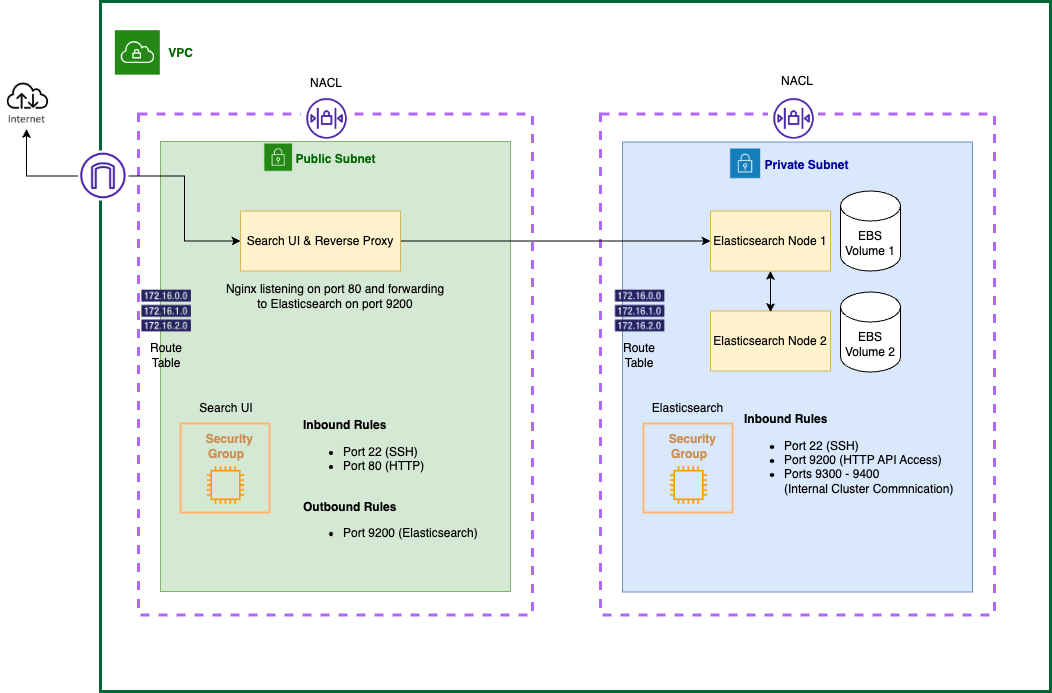 VPC
Internet
NACL
Public Subnet
Search UI & Reverse Proxy
Nginx listening on port 80 and forwarding
to Elasticsearch on port 9200
172.16.0.0
172.16.1.0
172.16.2.0
Route
Table
Search UI
Security
Group
Inbound Rules
• Port 22 (SSH)
• Port 80 (HTTP)
Outbound Rules
• Port 9200 (Elasticsearch)
NACL
Private Subnet
Elasticsearch Node 1
EBS
Volume 1
Elasticsearch Node 2
EBS
Volume 2
172.16.0.0
172.16.1.0
172.16.2.0
Route
Table
Elasticsearch
Security
Group
Inbound Rules
• Port 22 (SSH)
• Port 9200 (HTTP API Access)
• Ports 9300 - 9400
(Internal Cluster Commnication)